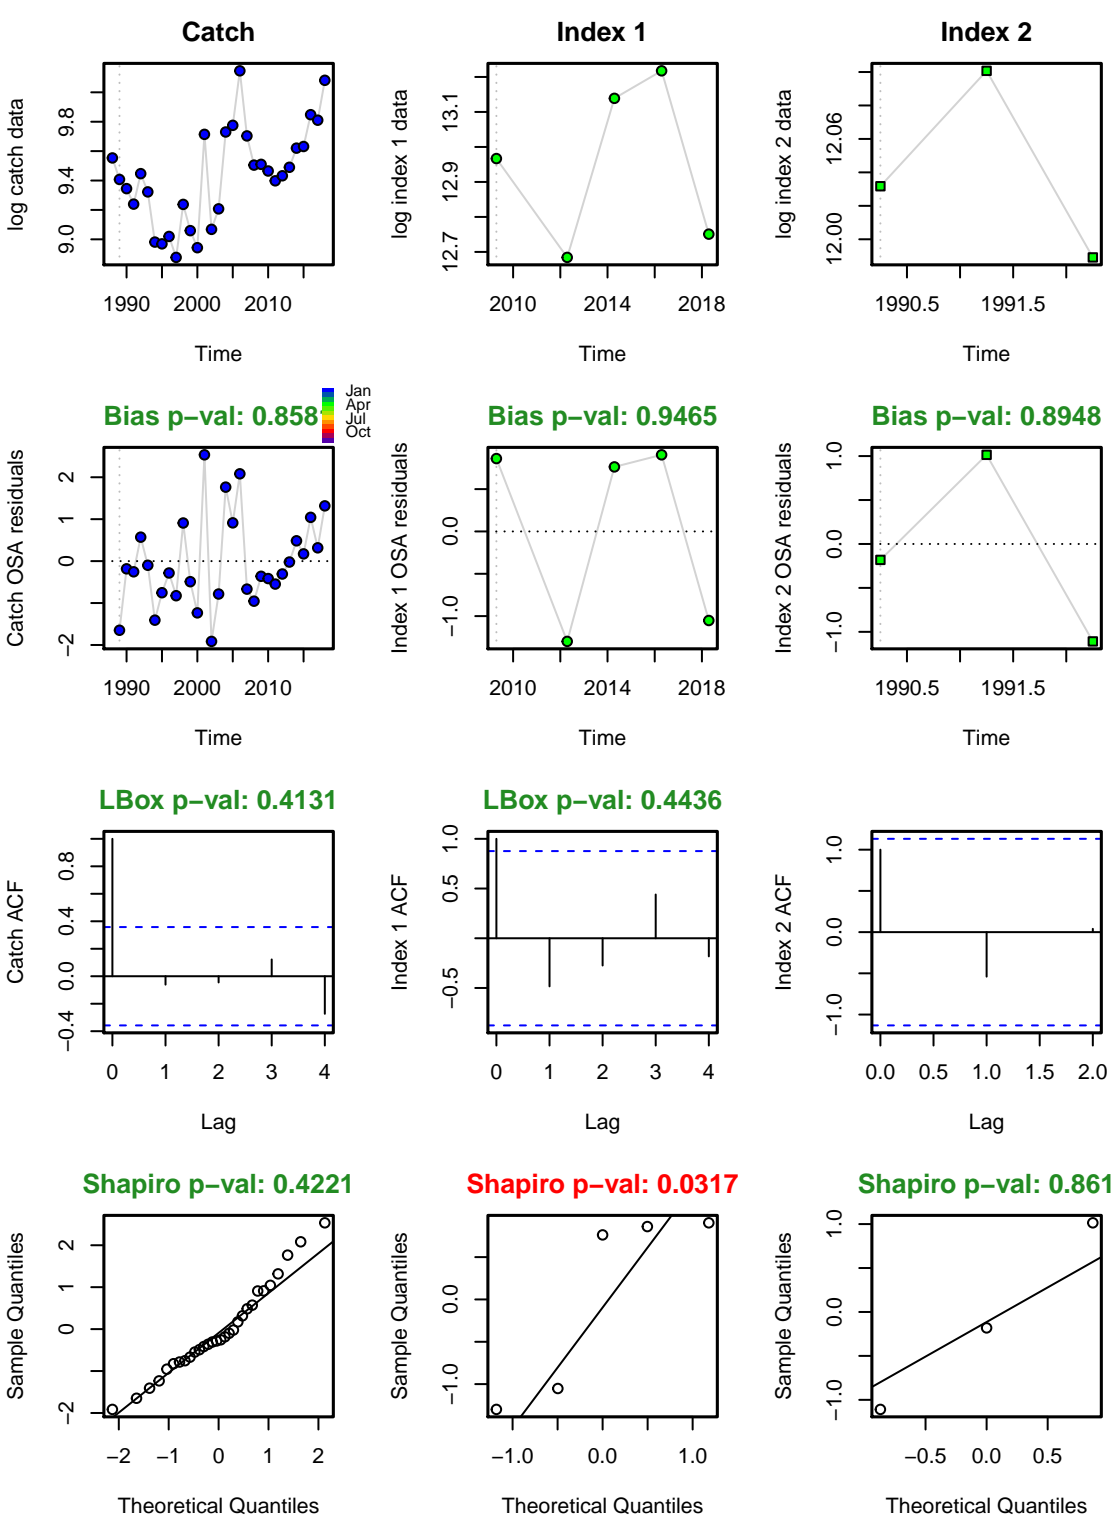 Catch
Index 1
Index 2
log catch data
9.0
9.4
9.8
1990
2000
2010
Time
log index 1 data
12.7
12.9
13.1
2010
2014
2018
Time
log index 2 data
12.00
12.06
1990.5
1991.5
Time
Jan
Apr
Jul
Oct
Bias p−val: 0.858
Bias p−val: 0.9465
Bias p−val: 0.8948
Catch OSA residuals
−2
0
1
2
1990
2000
2010
Time
Index 1 OSA residuals
−1.0
0.0
2010
2014
2018
Time
Index 2 OSA residuals
−1.0
0.0
1.0
1990.5
1991.5
Time
LBox p−val: 0.4131
LBox p−val: 0.4436
Catch ACF
−0.4
0.0
0.4
0.8
0
1
2
3
4
Lag
Index 1 ACF
−0.5
0.5
1.0
0
1
2
3
4
Lag
Index 2 ACF
−1.0
0.0
1.0
0.0
0.5
1.0
1.5
2.0
Lag
Shapiro p−val: 0.4221
Shapiro p−val: 0.0317
Shapiro p−val: 0.861
Sample Quantiles
−2
0
1
2
−2
−1
0
1
2
Theoretical Quantiles
Sample Quantiles
−1.0
0.0
−1.0
0.0
1.0
Theoretical Quantiles
Sample Quantiles
−1.0
0.0
1.0
−0.5
0.0
0.5
Theoretical Quantiles